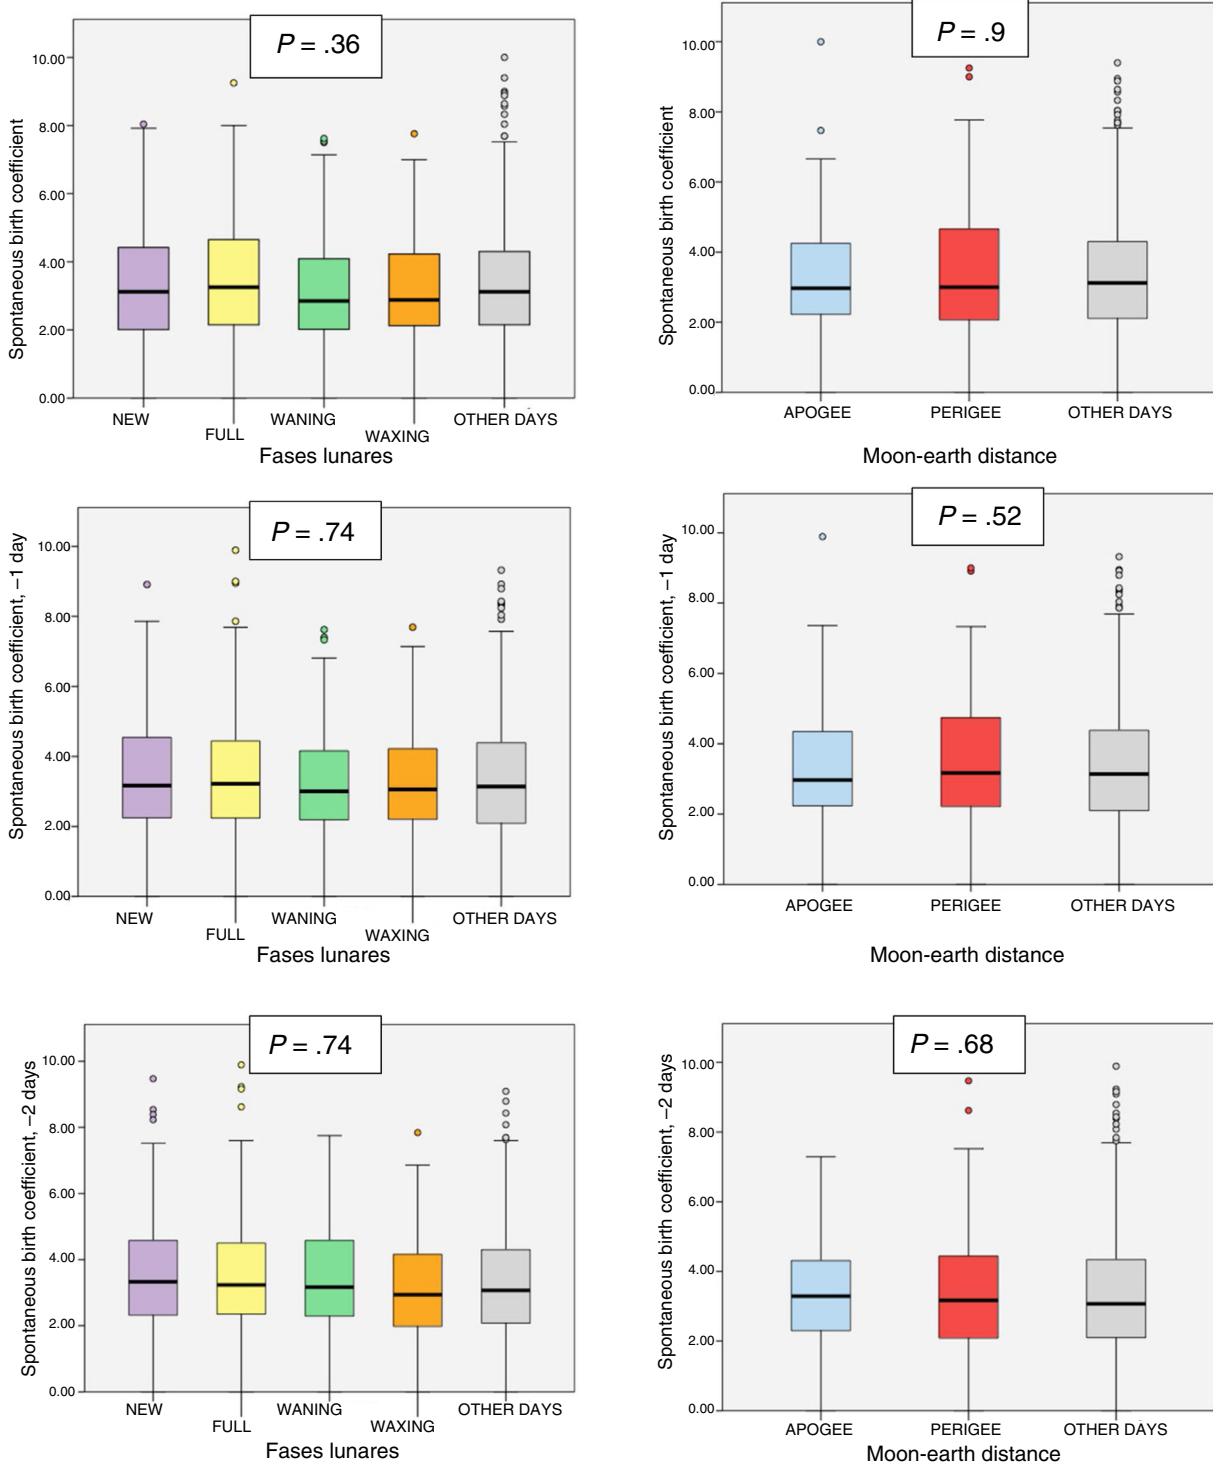 P = .36
Spontaneous birth coefficient
10.00
8.00
6.00
4.00
2.00
0.00
NEW
FULL
WANING
WAXING
OTHER DAYS
Fases lunares
P = .9
Spontaneous birth coefficient
10.00
8.00
6.00
4.00
2.00
0.00
APOGEE
PERIGEE
OTHER DAYS
Moon-earth distance
P = .74
Spontaneous birth coefficient, –1 day
10.00
8.00
6.00
4.00
2.00
0.00
NEW
FULL
WANING
WAXING
OTHER DAYS
Fases lunares
P = .52
Spontaneous birth coefficient, –1 day
10.00
8.00
6.00
4.00
2.00
0.00
APOGEE
PERIGEE
OTHER DAYS
Moon-earth distance
P = .74
Spontaneous birth coefficient, –2 days
10.00
8.00
6.00
4.00
2.00
0.00
NEW
FULL
WANING
WAXING
OTHER DAYS
Fases lunares
P = .68
Spontaneous birth coefficient, –2 days
10.00
8.00
6.00
4.00
2.00
0.00
APOGEE
PERIGEE
OTHER DAYS
Moon-earth distance